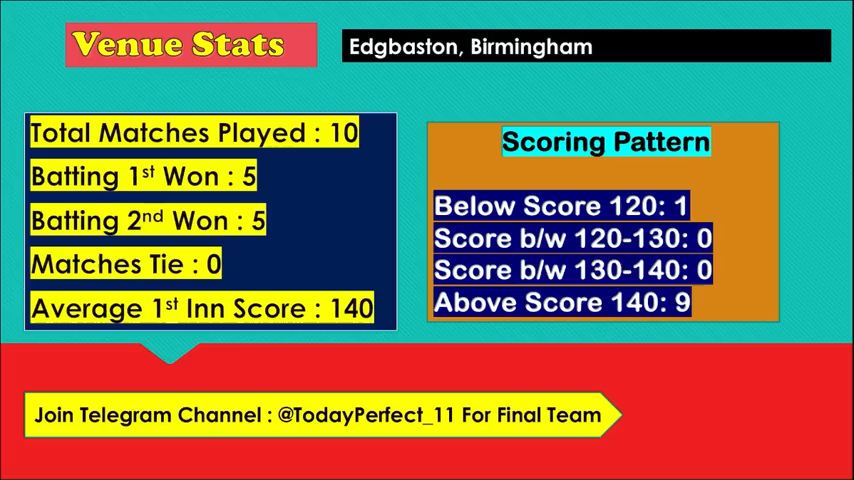 Venue Stats
Edgbaston, Birmingham
Total Matches Played : 10
Batting 1st Won : 5
Batting 2nd Won : 5
Matches Tie : 0
Average 1st Inn Score : 140
Scoring Pattern
Below Score 120: 1
Score b/w 120-130: 0
Score b/w 130-140: 0
Above Score 140: 9
Join Telegram Channel : @TodayPerfect_11 For Final Team